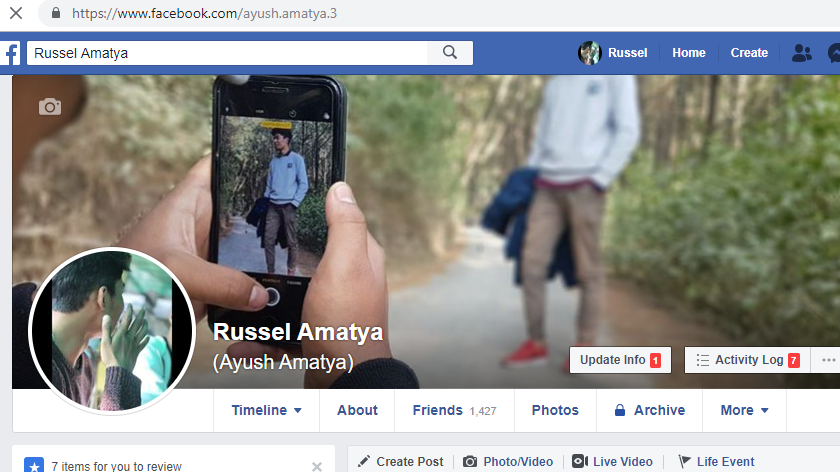 https://www.facebook.com/ayush.amatya.3
f Russel Amatya Russel Home Create
Russel Amatya
(Ayush Amatya)
Update Info 1 Activity Log 7
Timeline About Friends 1,427 Photos Archive More
7 items for you to review
Create Post Photo/Video Live Video Life Event